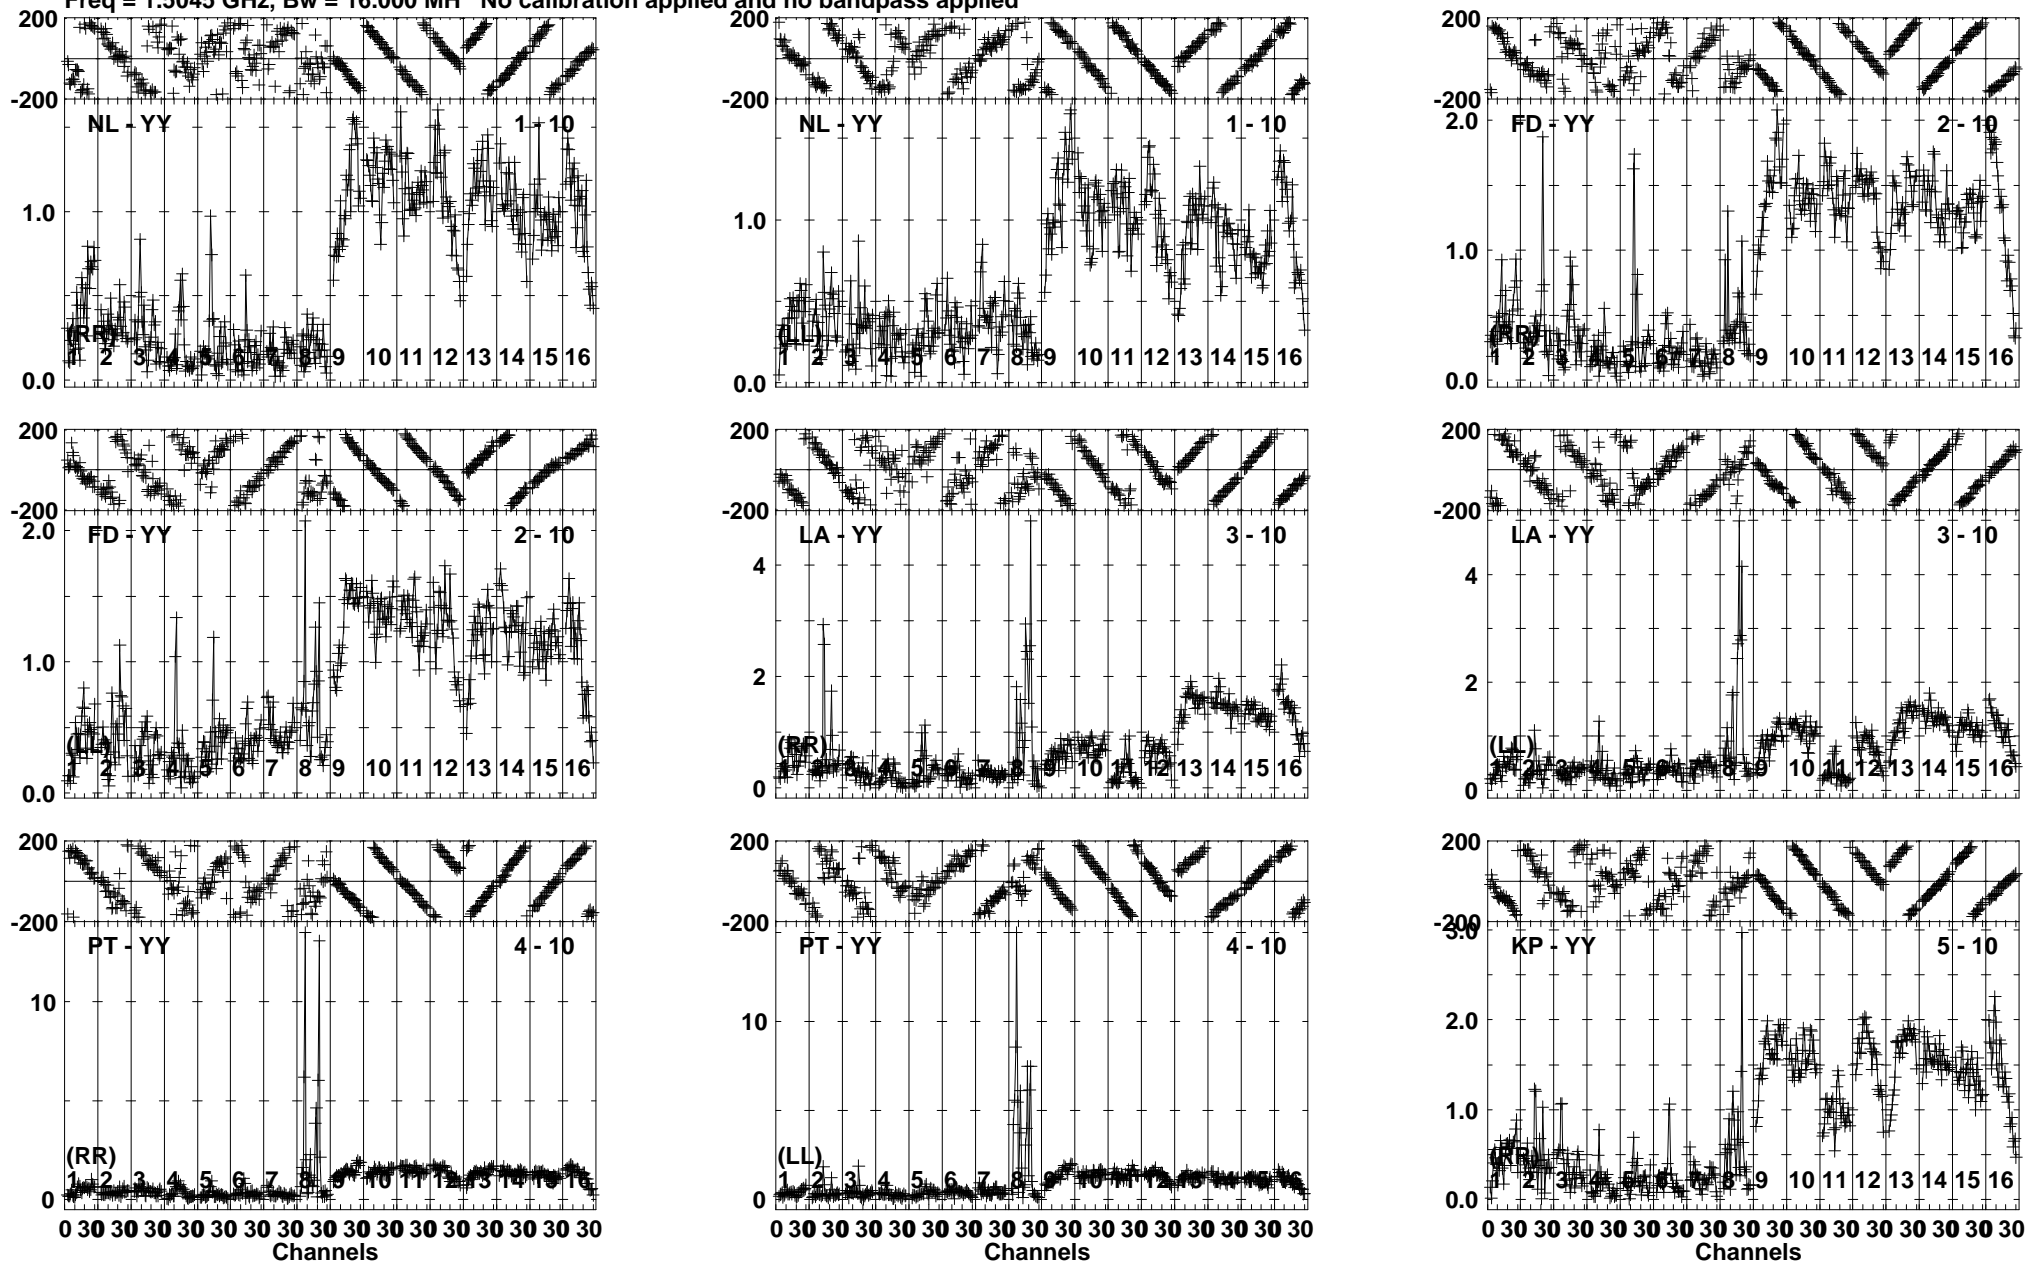 Freq = 1.5045 GHz, Bw = 16.000 MH No calibration applied and no bandpass applied
200
-200
NL - YY 1 - 10
1.0
(RR)
1 2 3 4 5 6 7 8 9 10 11 12 13 14 15 16
0.0
200
-200
NL - YY 1 - 10
1.0
(LL)
1 2 3 4 5 6 7 8 9 10 11 12 13 14 15 16
0.0
200
-200
FD - YY 2 - 10
2.0
1.0
(RR)
1 2 3 4 5 6 7 8 9 10 11 12 13 14 15 16
0.0
200
-200
FD - YY 2 - 10
2.0
1.0
(LL)
1 2 3 4 5 6 7 8 9 10 11 12 13 14 15 16
0.0
200
-200
LA - YY 3 - 10
4
2
(RR)
1 2 3 4 5 6 7 8 9 10 11 12 13 14 15 16
0
200
-200
LA - YY 3 - 10
4
2
(LL)
1 2 3 4 5 6 7 8 9 10 11 12 13 14 15 16
0
200
-200
PT - YY 4 - 10
10
(RR)
1 2 3 4 5 6 7 8 9 10 11 12 13 14 15 16
0
0 30 30 30 30 30 30 30 30 30 30 30 30 30 30 30 30
Channels
200
-200
PT - YY 4 - 10
10
(LL)
1 2 3 4 5 6 7 8 9 10 11 12 13 14 15 16
0
0 30 30 30 30 30 30 30 30 30 30 30 30 30 30 30 30
Channels
200
-200
3.0
KP - YY 5 - 10
2.0
1.0
(RR)
1 2 3 4 5 6 7 8 9 10 11 12 13 14 15 16
0.0
0 30 30 30 30 30 30 30 30 30 30 30 30 30 30 30 30
Channels